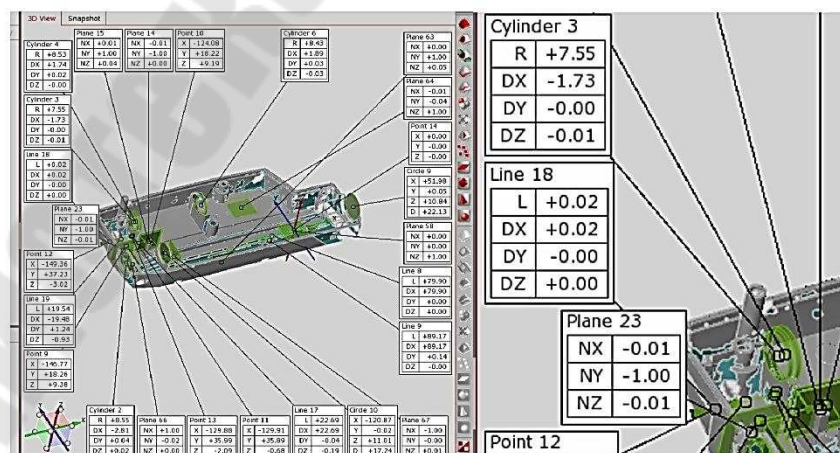 3D View Snapshot
Cylinder 4
R +8.53
DX +1.74
DY +0.02
DZ -0.00
Plane 15
NX +0.01
NY +1.00
NZ +0.04
Plane 14
NX -0.01
NY -1.00
NZ +0.00
Point 10
X -124.08
Y +18.22
Z +9.19
Cylinder 6
R +8.43
DX +1.89
DY +0.03
DZ -0.03
Plane 63
NX +0.00
NY +1.00
NZ +0.05
Plane 64
NX -0.01
NY -0.04
NZ +1.00
Cylinder 3
R +7.55
DX -1.73
DY -0.00
DZ -0.01
Point 14
X +0.00
Y -0.00
Z -0.00
Line 18
L +0.02
DX +0.02
DY -0.00
DZ +0.00
Circle 9
X +51.98
Y +0.05
Z +10.84
D +22.13
Plane 23
NX -0.01
NY -1.00
NZ -0.01
Plane 58
NX +0.00
NY +0.00
NZ +1.00
Point 12
X -149.36
Y +37.23
Z -3.02
Line 8
L +79.90
DX +79.90
DY +0.00
DZ +0.00
Line 19
L +19.54
DX -19.48
DY +1.24
DZ -0.93
Line 9
L +89.17
DX +89.17
DY +0.14
DZ -0.00
Point 9
X -146.77
Y +18.26
Z +9.28
Cylinder 2
R +8.55
DX -2.81
DY +0.04
DZ +0.02
Plane 66
NX +1.00
NY -0.02
NZ +0.00
Point 13
X -129.88
Y +35.99
Z -2.09
Point 11
X -129.91
Y +35.89
Z -0.68
Line 17
L +22.69
DX +22.69
DY -0.04
DZ -0.19
Circle 10
X -120.87
Y -0.02
Z +11.01
D +17.24
Plane 67
NX -1.00
NY -0.00
NZ +0.01
Cylinder 3
R +7.55
DX -1.73
DY -0.00
DZ -0.01
Line 18
L +0.02
DX +0.02
DY -0.00
DZ +0.00
Plane 23
NX -0.01
NY -1.00
NZ -0.01
Point 12